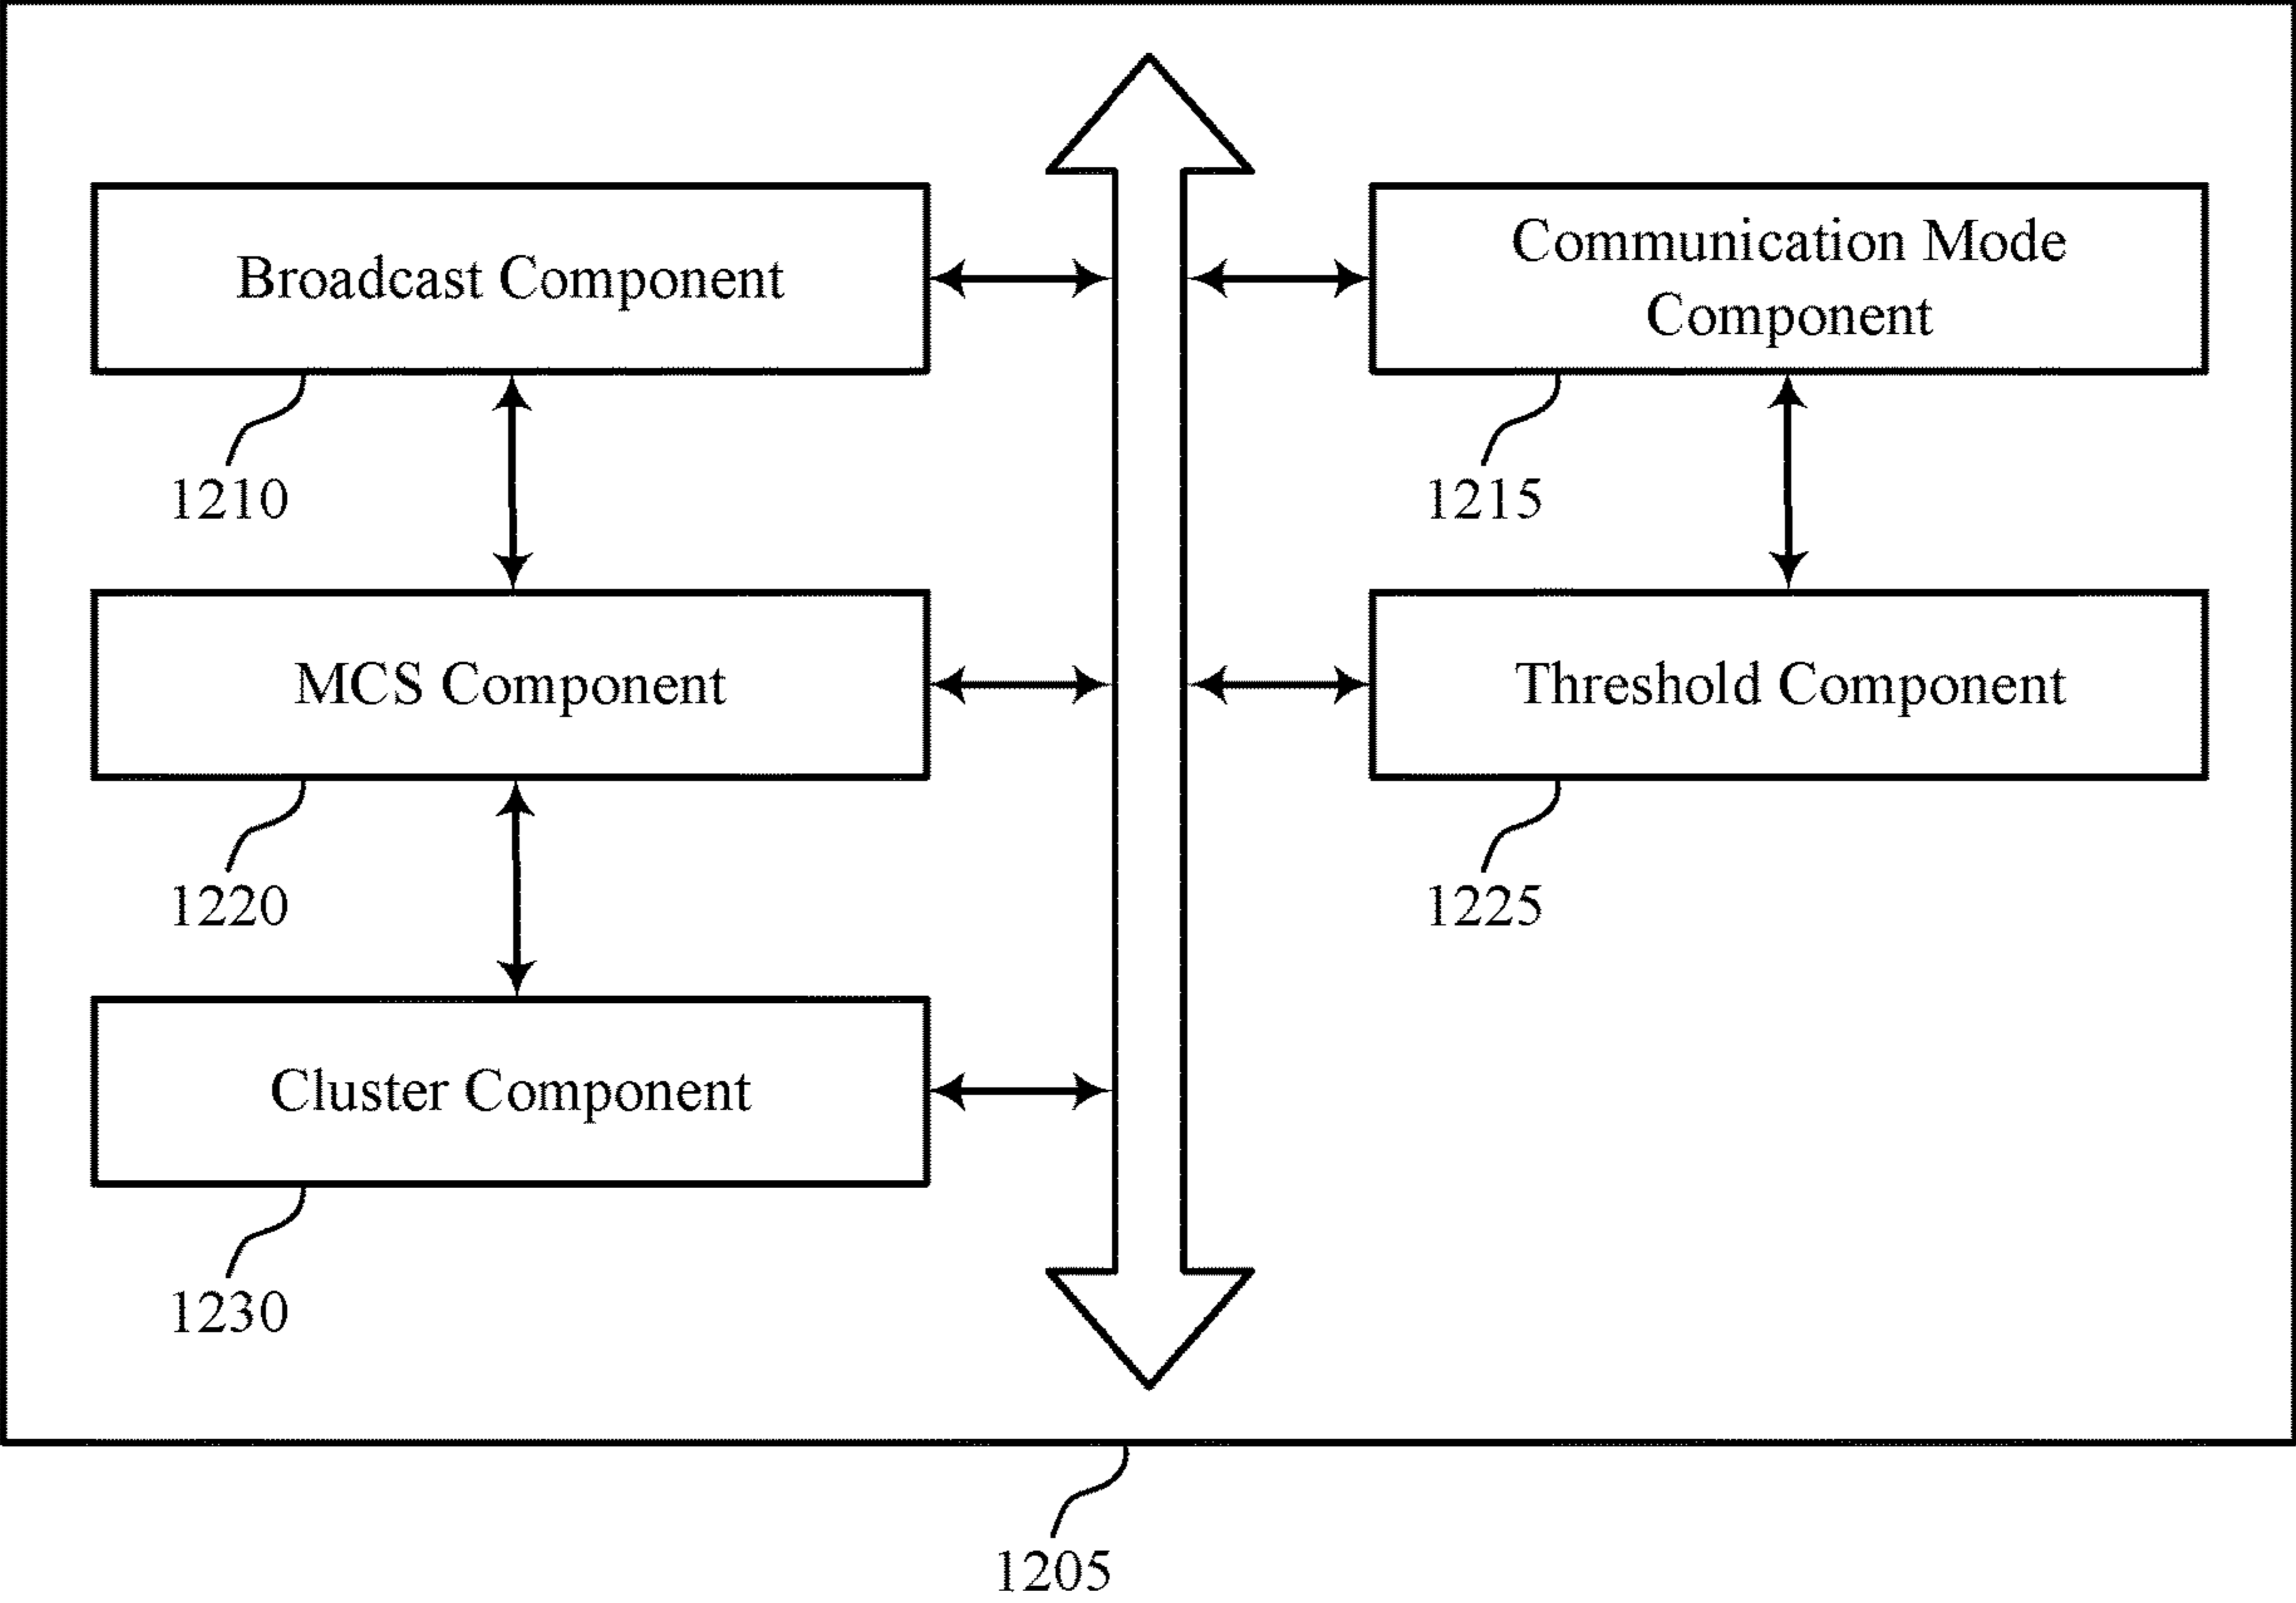 Broadcast Component
Communication Mode
Component
1210
1215
MCS Component
Threshold Component
1220
1225
Cluster Component
1230
1205